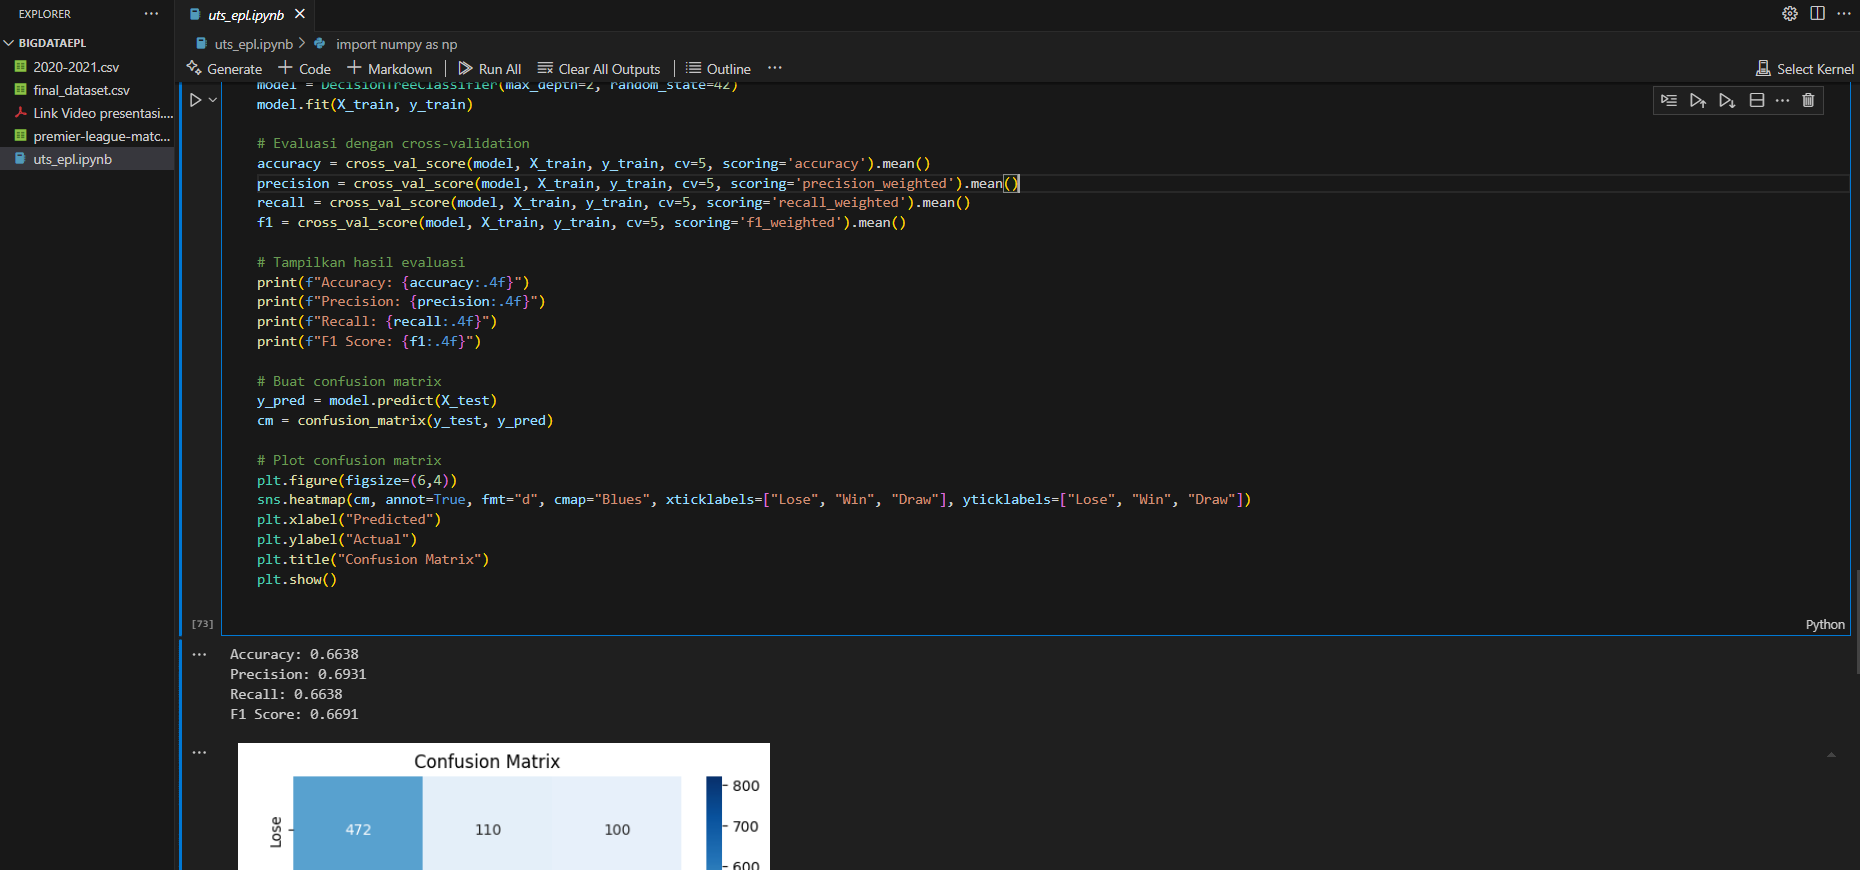 EXPLORER
BIGDATAEPL
2020-2021.csv
final_dataset.csv
Link Video presentasi....
premier-league-matc...
uts_epl.ipynb
uts_epl.ipynb
uts_epl.ipynb > import numpy as np
Generate + Code + Markdown Run All Clear All Outputs Outline ... Select Kernel
model = DecisionTreeClassifier(max_depth=2, random_state=42)
model.fit(X_train, y_train)
# Evaluasi dengan cross-validation
accuracy = cross_val_score(model, X_train, y_train, cv=5, scoring='accuracy').mean()
precision = cross_val_score(model, X_train, y_train, cv=5, scoring='precision_weighted').mean()
recall = cross_val_score(model, X_train, y_train, cv=5, scoring='recall_weighted').mean()
f1 = cross_val_score(model, X_train, y_train, cv=5, scoring='f1_weighted').mean()
# Tampilkan hasil evaluasi
print(f"Accuracy: {accuracy:.4f}")
print(f"Precision: {precision:.4f}")
print(f"Recall: {recall:.4f}")
print(f"F1 Score: {f1:.4f}")
# Buat confusion matrix
y_pred = model.predict(X_test)
cm = confusion_matrix(y_test, y_pred)
# Plot confusion matrix
plt.figure(figsize=(6,4))
sns.heatmap(cm, annot=True, fmt="d", cmap="Blues", xticklabels=["Lose", "Win", "Draw"], yticklabels=["Lose", "Win", "Draw"])
plt.xlabel("Predicted")
plt.ylabel("Actual")
plt.title("Confusion Matrix")
plt.show()
[73]
Python
Accuracy: 0.6638
Precision: 0.6931
Recall: 0.6638
F1 Score: 0.6691
Confusion Matrix
Lose
472 110 100
800
700
600